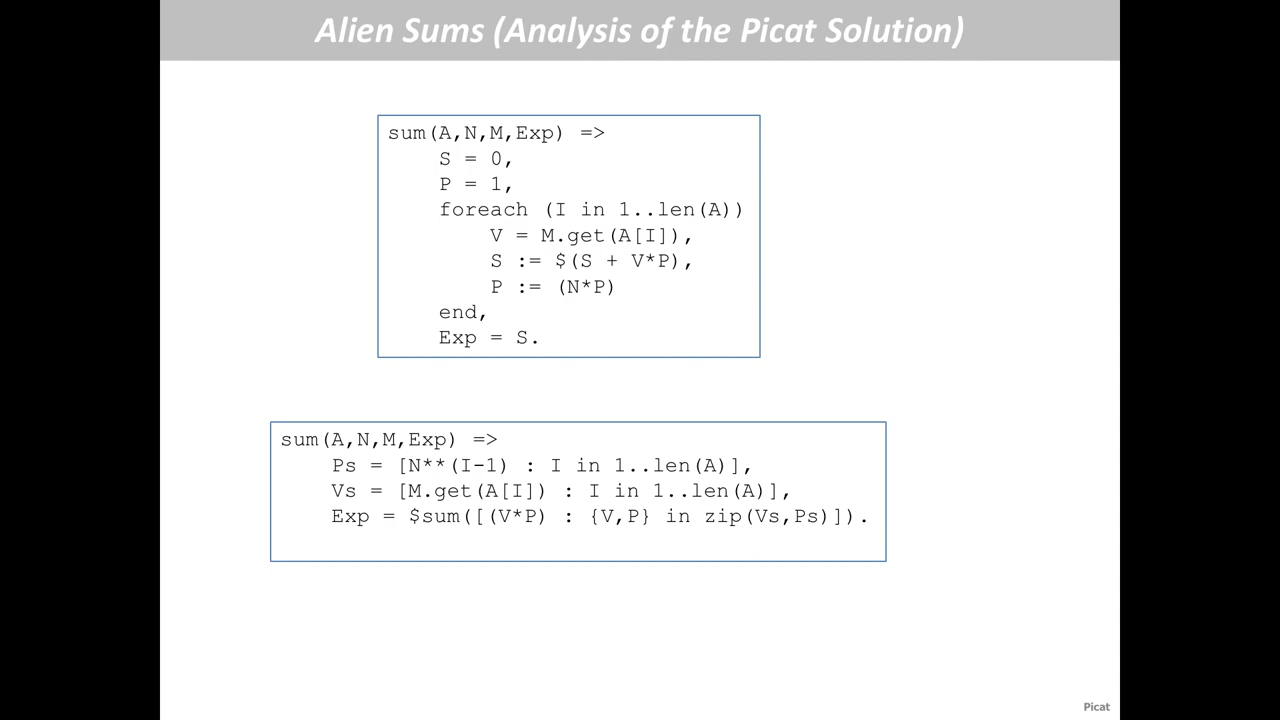 Alien Sums (Analysis of the Picat Solution)
sum(A,N,M,Exp) =>
    S = 0,
    P = 1,
    foreach (I in 1..len(A))
        V = M.get(A[I]),
        S := $(S + V*P),
        P := (N*P)
    end,
    Exp = S.
sum(A,N,M,Exp) =>
    Ps = [N**(I-1) : I in 1..len(A)],
    Vs = [M.get(A[I]) : I in 1..len(A)],
    Exp = $sum([(V*P) : {V,P} in zip(Vs,Ps)]).
Picat